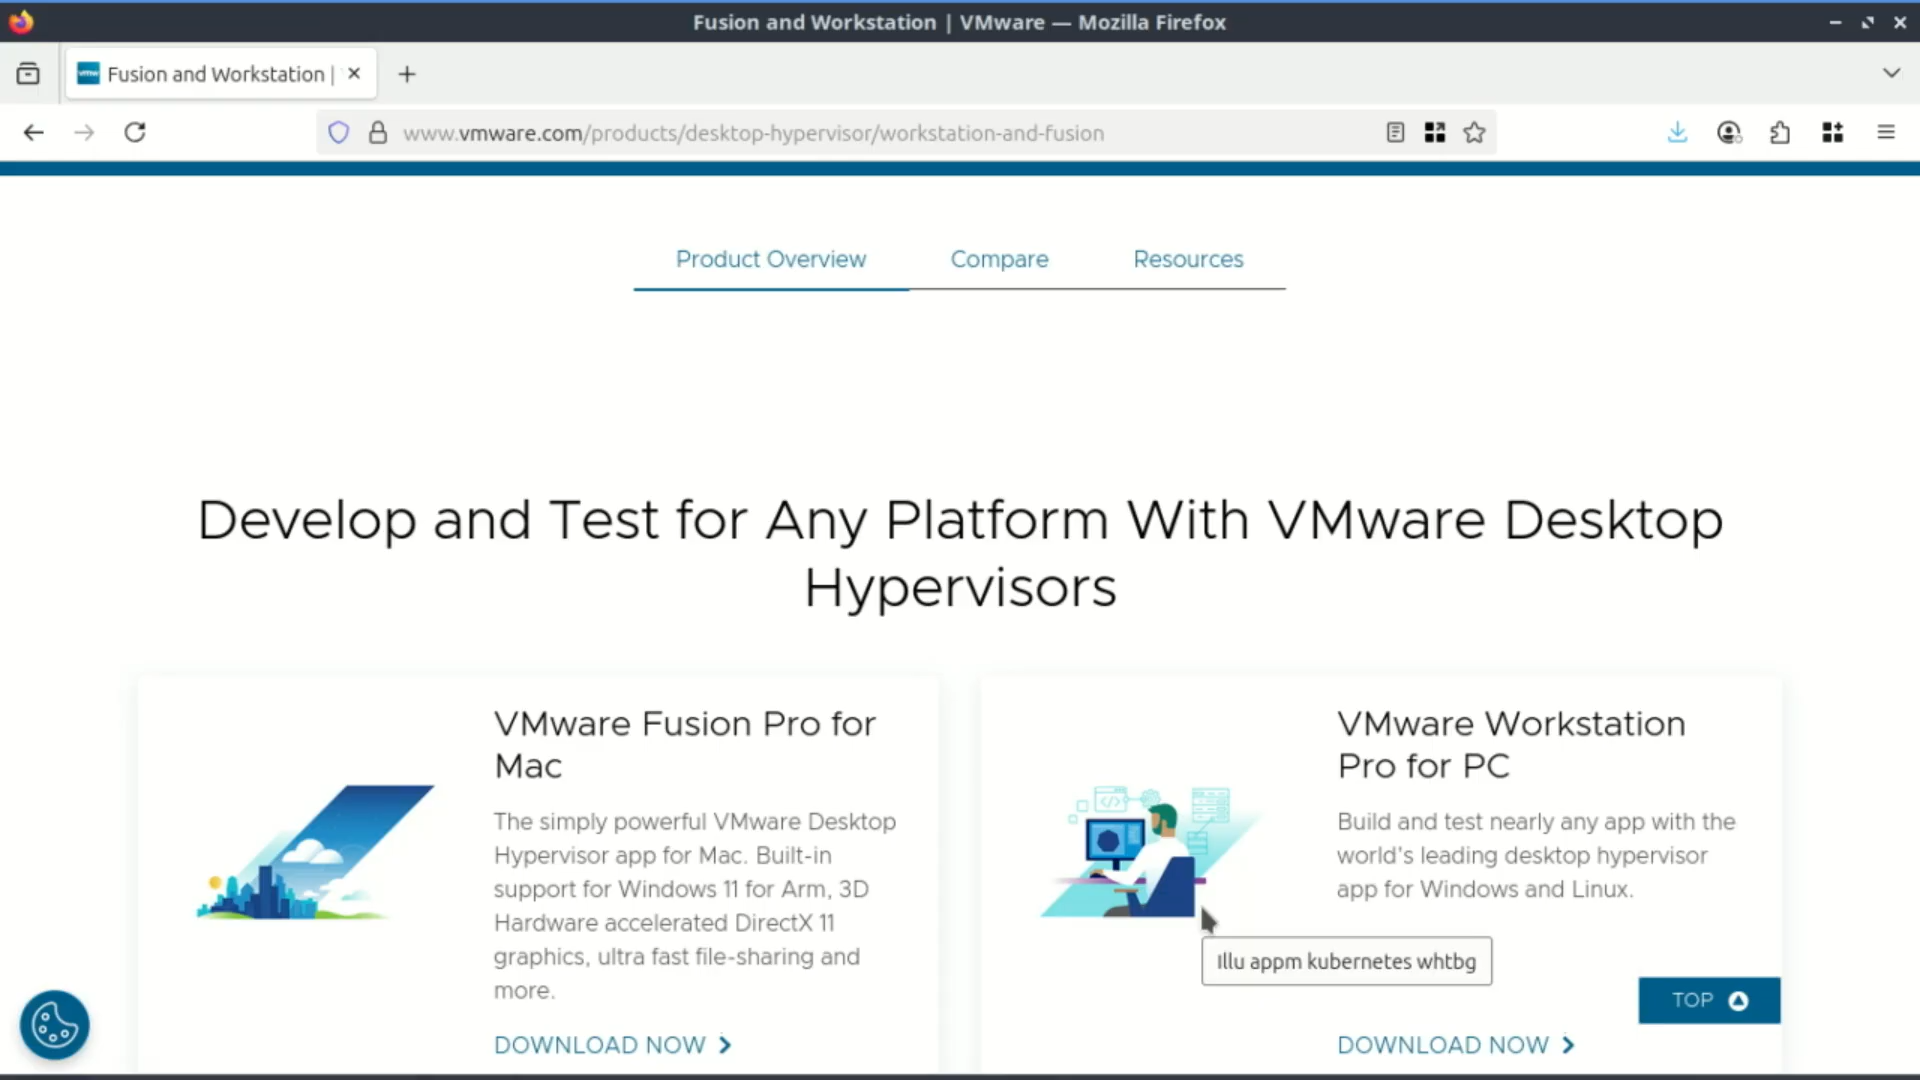 Fusion and Workstation | VMware — Mozilla Firefox
vmw Fusion and Workstation |
www.vmware.com/products/desktop-hypervisor/workstation-and-fusion
Product Overview Compare Resources
Develop and Test for Any Platform With VMware Desktop
Hypervisors
VMware Fusion Pro for
Mac
The simply powerful VMware Desktop
Hypervisor app for Mac. Built-in
support for Windows 11 for Arm, 3D
Hardware accelerated DirectX 11
graphics, ultra fast file-sharing and
more.
DOWNLOAD NOW
VMware Workstation
Pro for PC
Build and test nearly any app with the
world's leading desktop hypervisor
app for Windows and Linux.
Illu appm kubernetes whtbg
TOP
DOWNLOAD NOW